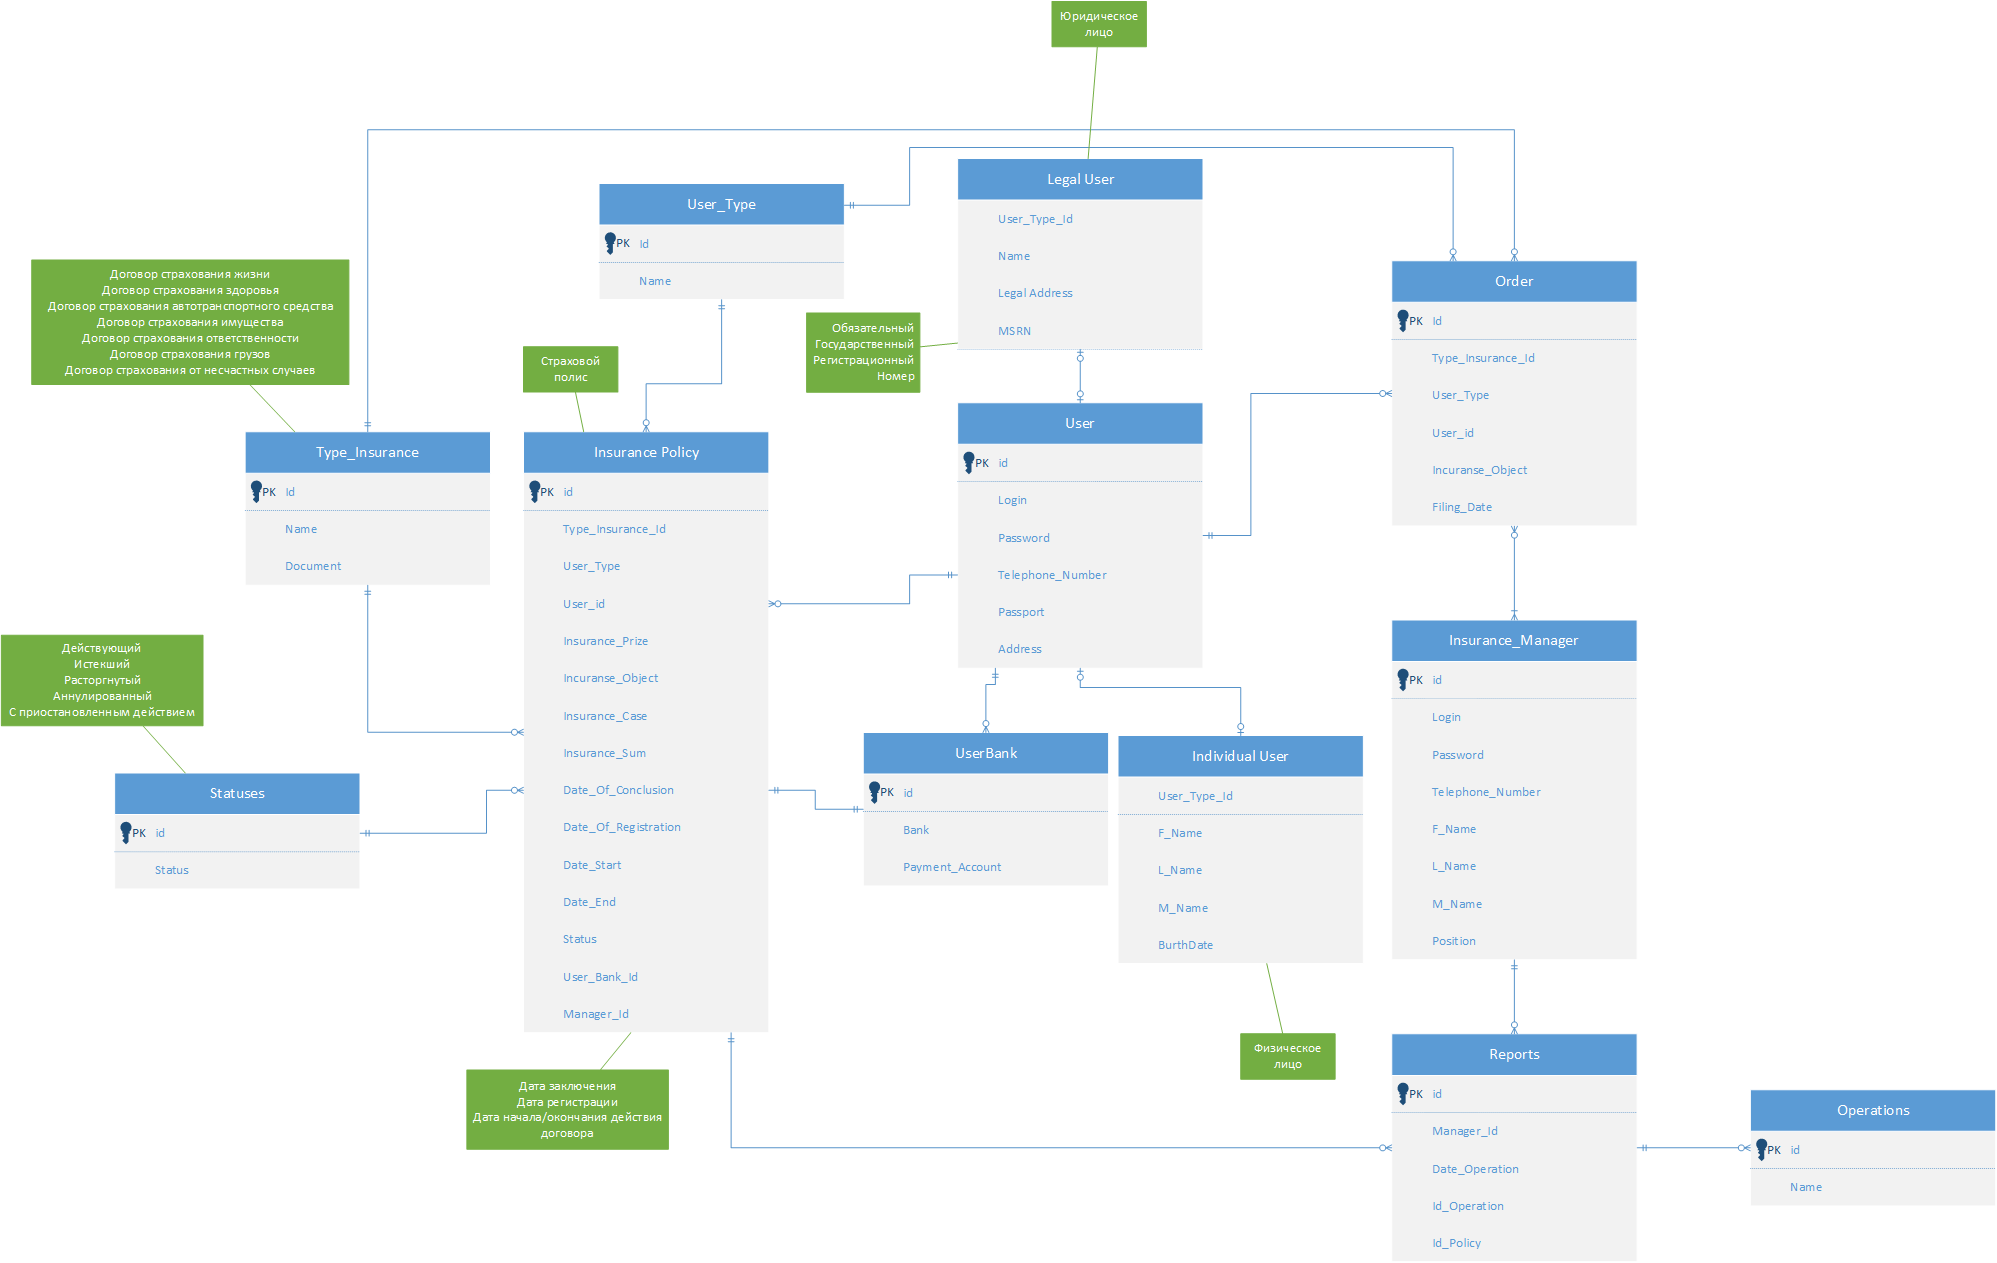 Юридическое
лицо
Legal User
User_Type_Id
Name
Legal Address
MSRN
User_Type
PK Id
Name
Договор страхования жизни
Договор страхования здоровья
Договор страхования автотранспортного средства
Договор страхования имущества
Договор страхования ответственности
Договор страхования грузов
Договор страхования от несчастных случаев
Обязательный
Государственный
Регистрационный
Номер
Страховой
полис
Order
PK Id
Type_Insurance_Id
User_Type
User_id
Incuranse_Object
Filing_Date
Type_Insurance
PK Id
Name
Document
Insurance Policy
PK id
Type_Insurance_Id
User_Type
User_id
Insurance_Prize
Incuranse_Object
Insurance_Case
Insurance_Sum
Date_Of_Conclusion
Date_Of_Registration
Date_Start
Date_End
Status
User_Bank_Id
Manager_Id
User
PK id
Login
Password
Telephone_Number
Passport
Address
Действующий
Истекший
Расторгнутый
Аннулированный
С приостановленным действием
Statuses
PK id
Status
UserBank
PK id
Bank
Payment_Account
Individual User
User_Type_Id
F_Name
L_Name
M_Name
BurthDate
Insurance_Manager
PK id
Login
Password
Telephone_Number
F_Name
L_Name
M_Name
Position
Физическое
лицо
Дата заключения
Дата регистрации
Дата начала/окончания действия
договора
Reports
PK id
Manager_Id
Date_Operation
Id_Operation
Id_Policy
Operations
PK id
Name